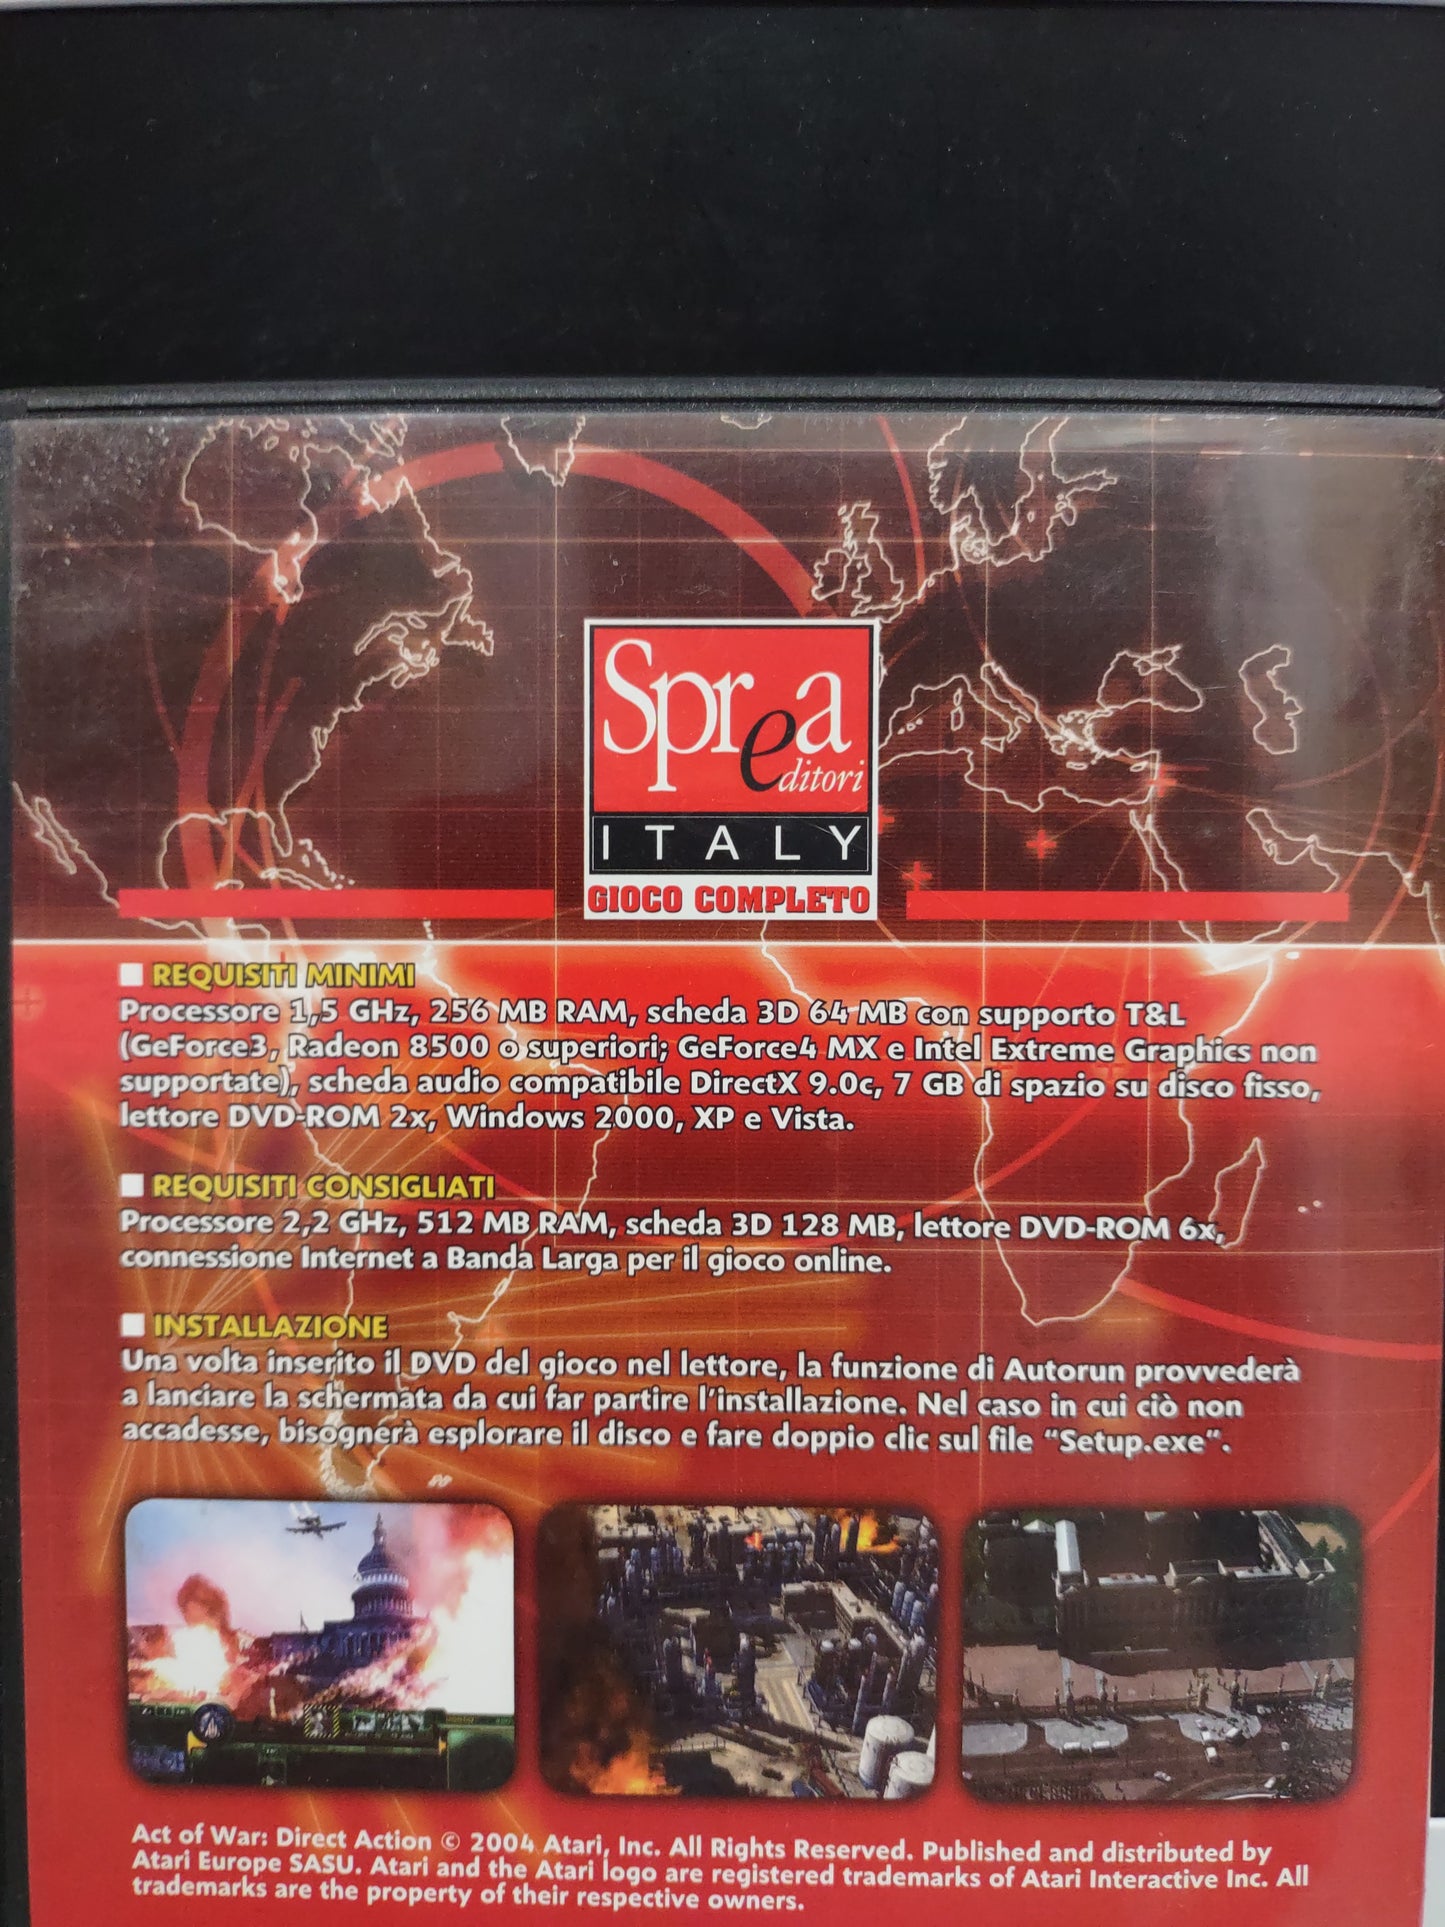 Sprea
editori
ITALY
GIOCO COMPLETO
REQUISITI MINIMI
Processore 1,5 GHz, 256 MB RAM, scheda 3D 64 MB con supporto T&L
(GeForce3, Radeon 8500 o superiori; GeForce4 MX e Intel Extreme Graphics non
supportate), scheda audio compatibile DirectX 9.0c, 7 GB di spazio su disco fisso,
lettore DVD-ROM 2x, Windows 2000, XP e Vista.
REQUISITI CONSIGLIATI
Processore 2,2 GHz, 512 MB RAM, scheda 3D 128 MB, lettore DVD-ROM 6x,
connessione Internet a Banda Larga per il gioco online.
INSTALLAZIONE
Una volta inserito il DVD del gioco nel lettore, la funzione di Autorun provvederà
a lanciare la schermata da cui far partire l'installazione. Nel caso in cui ciò non
accadesse, bisognerà esplorare il disco e fare doppio clic sul file "Setup.exe".
Act of War: Direct Action © 2004 Atari, Inc. All Rights Reserved. Published and distributed by
Atari Europe SASU. Atari and the Atari logo are registered trademarks of Atari Interactive Inc. All
trademarks are the property of their respective owners.